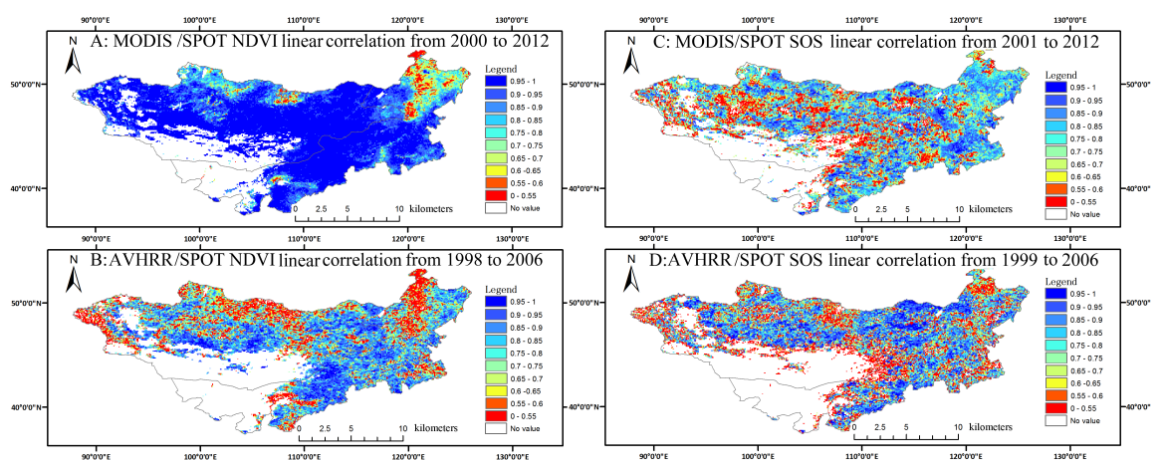 N
A: MODIS /SPOT NDVI linear correlation from 2000 to 2012
50°0'0"N
40°0'0"N
Legend
0.95 - 1
0.9 - 0.95
0.85 - 0.9
0.8 - 0.85
0.75 - 0.8
0.7 - 0.75
0.65 - 0.7
0.6 -0.65
0.55 - 0.6
0 - 0.55
No value
0 2.5 5 10 kilometers
90°0'0"E 100°0'0"E 110°0'0"E 120°0'0"E 130°0'0"E
N
C: MODIS/SPOT SOS linear correlation from 2001 to 2012
50°0'0"N
40°0'0"N
Legend
0.95 - 1
0.9 - 0.95
0.85 - 0.9
0.8 - 0.85
0.75 - 0.8
0.7 - 0.75
0.65 - 0.7
0.6 -0.65
0.55 - 0.6
0 - 0.55
No value
0 2.5 5 10 kilometers
90°0'0"E 100°0'0"E 110°0'0"E 120°0'0"E 130°0'0"E
N
B:AVHRR/SPOT NDVI linear correlation from 1998 to 2006
50°0'0"N
40°0'0"N
Legend
0.95 - 1
0.9 - 0.95
0.85 - 0.9
0.8 - 0.85
0.75 - 0.8
0.7 - 0.75
0.65 - 0.7
0.6 -0.65
0.55 - 0.6
0 - 0.55
No value
0 2.5 5 10 kilometers
90°0'0"E 100°0'0"E 110°0'0"E 120°0'0"E 130°0'0"E
N
D:AVHRR/SPOT SOS linear correlation from 1999 to 2006
50°0'0"N
40°0'0"N
Legend
0.95 - 1
0.9 - 0.95
0.85 - 0.9
0.8 - 0.85
0.75 - 0.8
0.7 - 0.75
0.65 - 0.7
0.6 -0.65
0.55 - 0.6
0 - 0.55
No value
0 2.5 5 10 kilometers
90°0'0"E 100°0'0"E 110°0'0"E 120°0'0"E 130°0'0"E